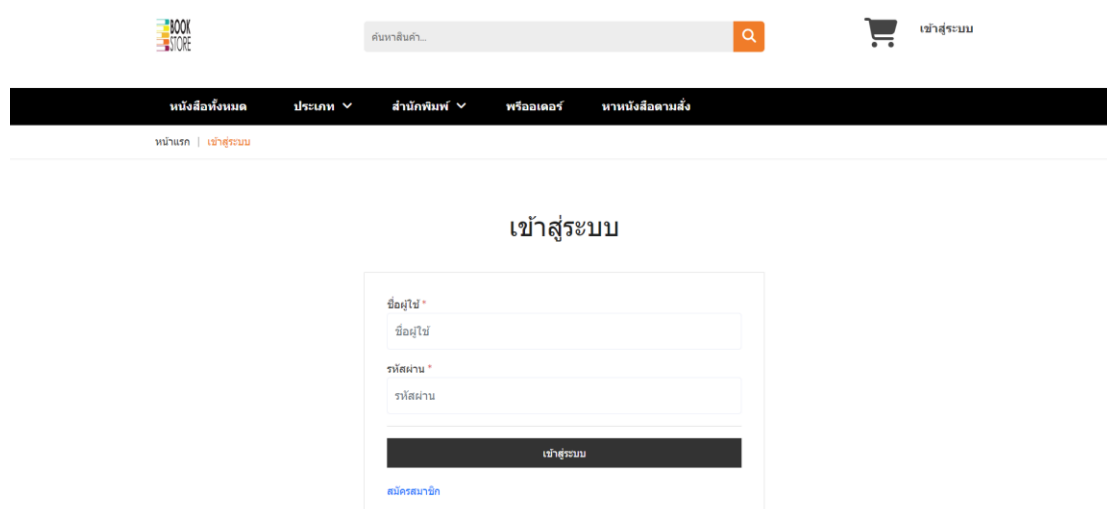 BOOK
STORE
ค้นหาสินค้า...
เข้าสู่ระบบ
หนังสือทั้งหมด ประเภท สำนักพิมพ์ พรีออเดอร์ หาหนังสือตามสั่ง
หน้าแรก | เข้าสู่ระบบ
เข้าสู่ระบบ
ชื่อผู้ใช้ *
ชื่อผู้ใช้
รหัสผ่าน *
รหัสผ่าน
เข้าสู่ระบบ
สมัครสมาชิก